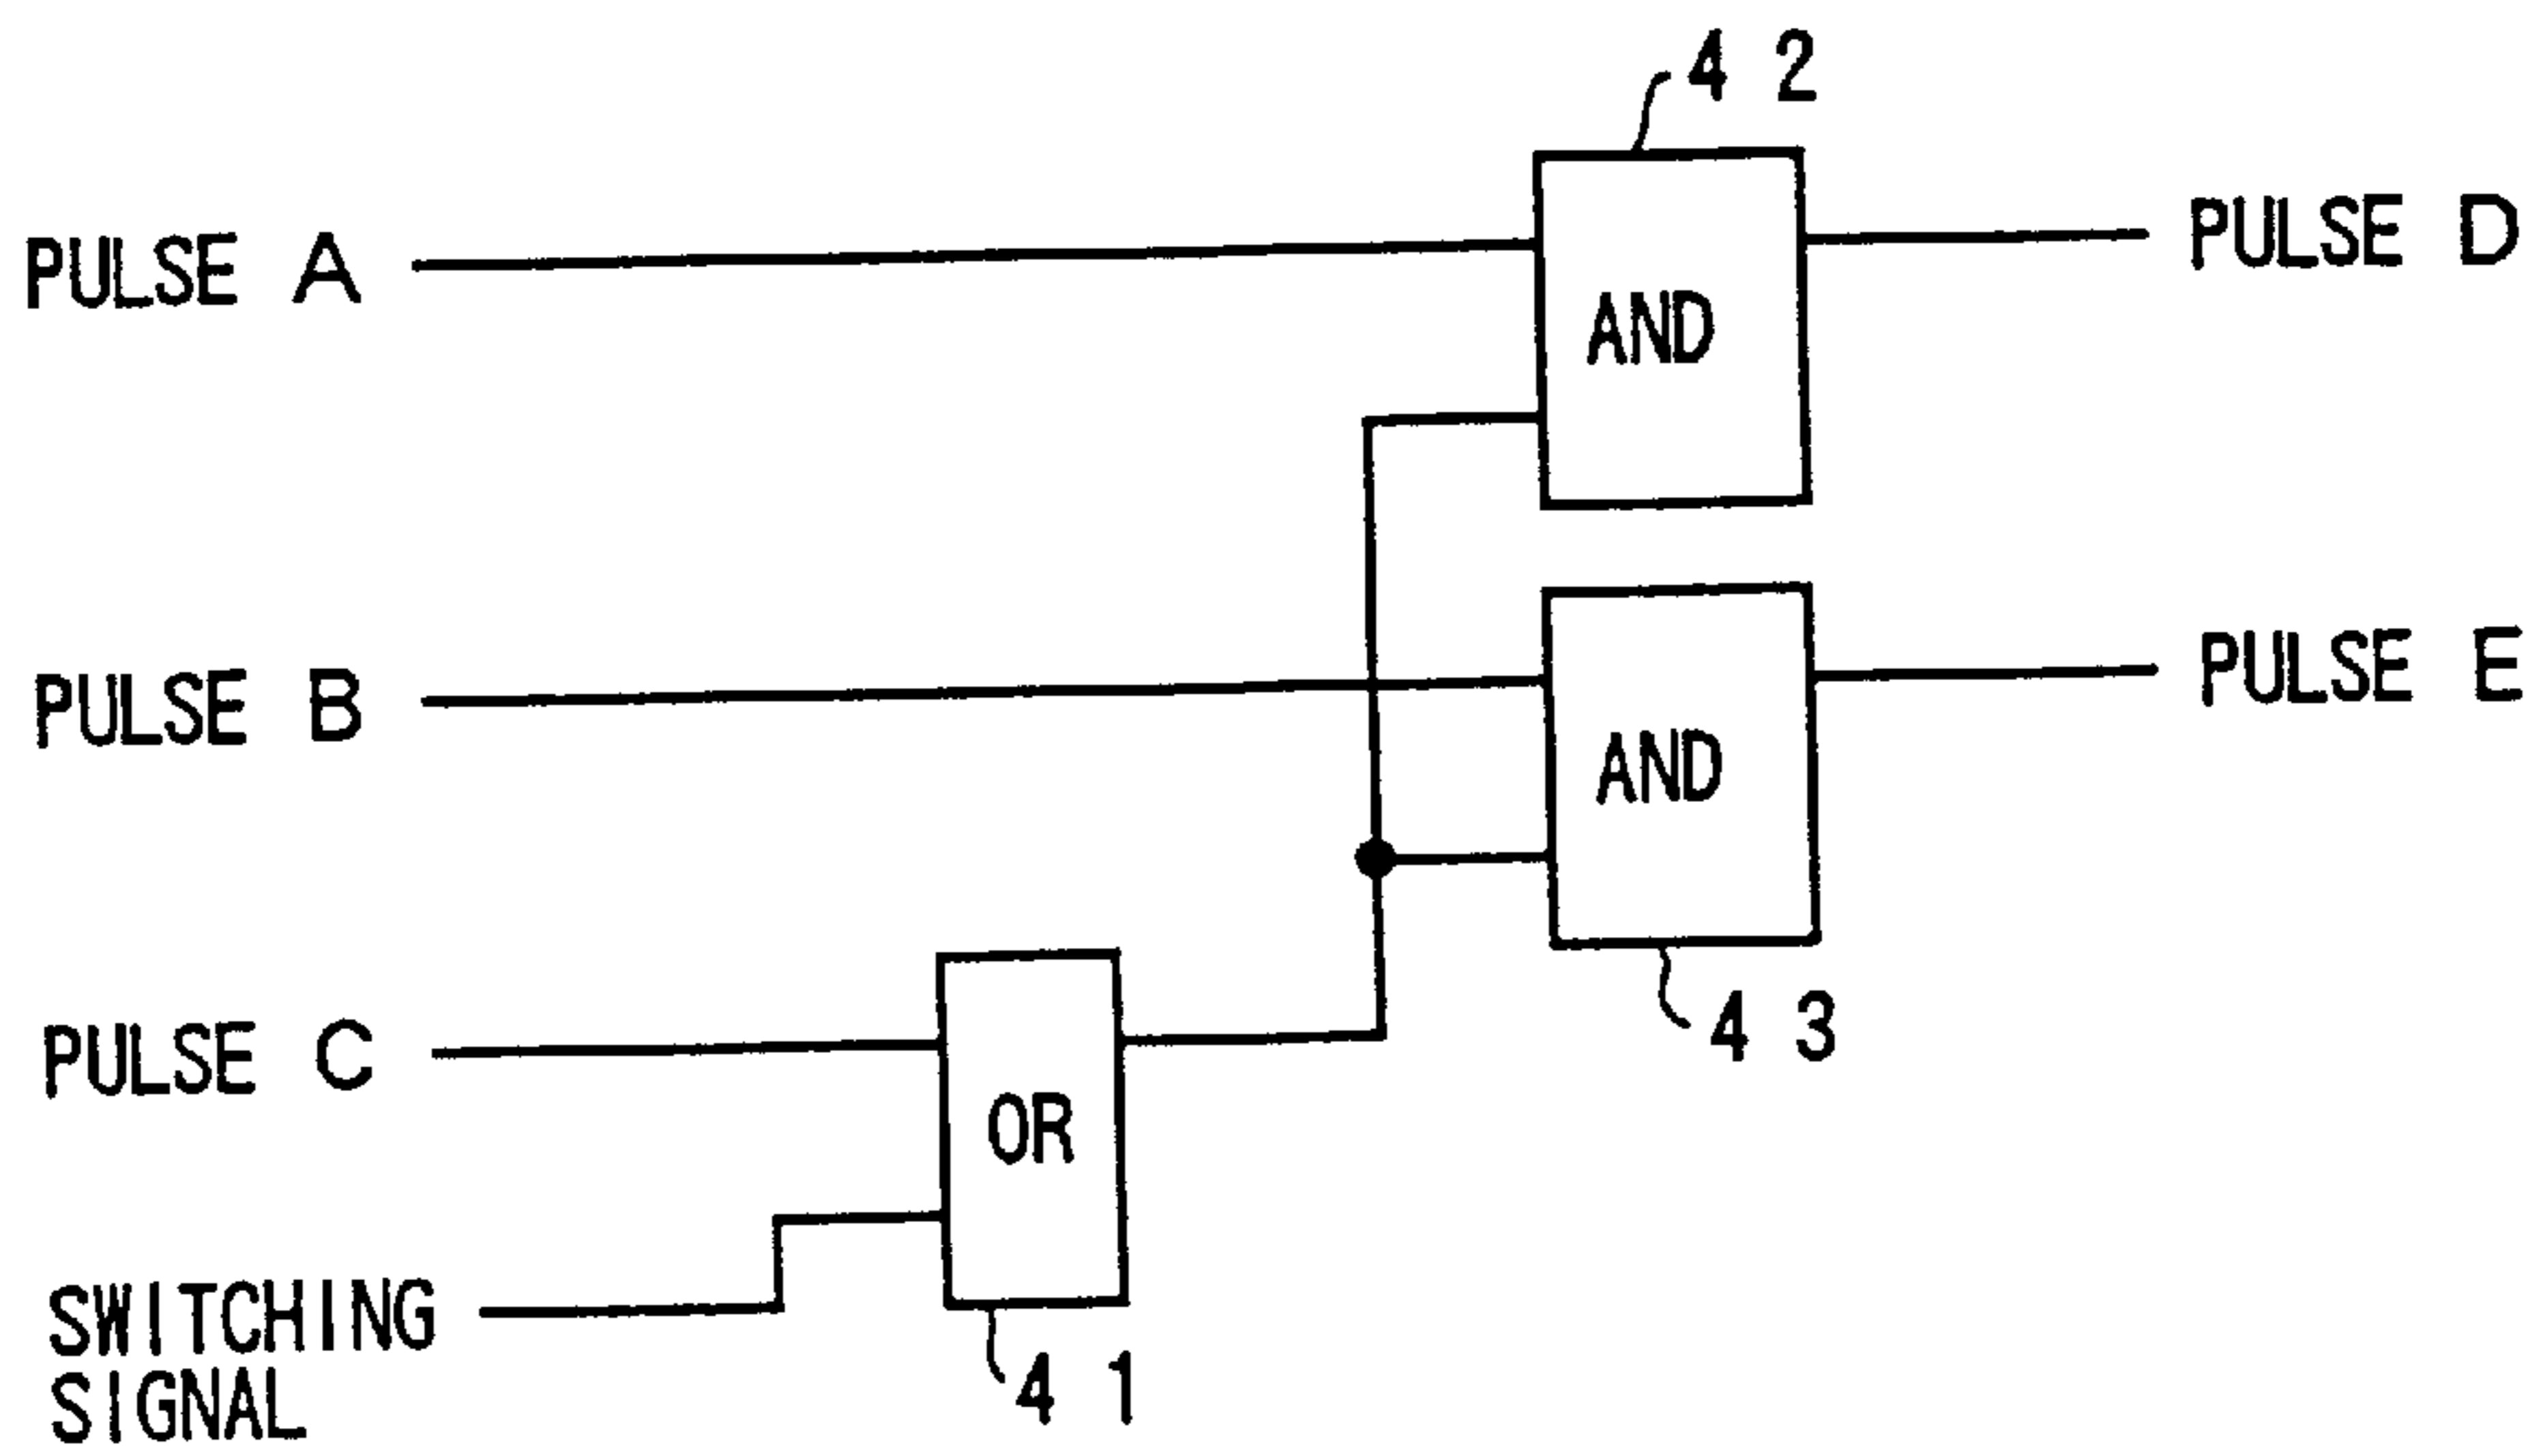 42
PULSE A
AND
PULSE D
PULSE B
AND
PULSE E
43
PULSE C
OR
SWITCHING
SIGNAL
41